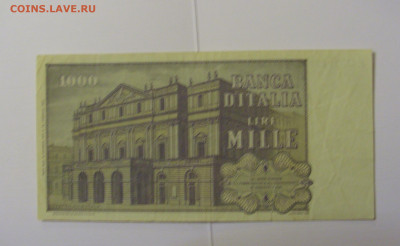 COINS.LAVE.RU
1000
BANCA
D'ITALIA
LIRE
MILLE